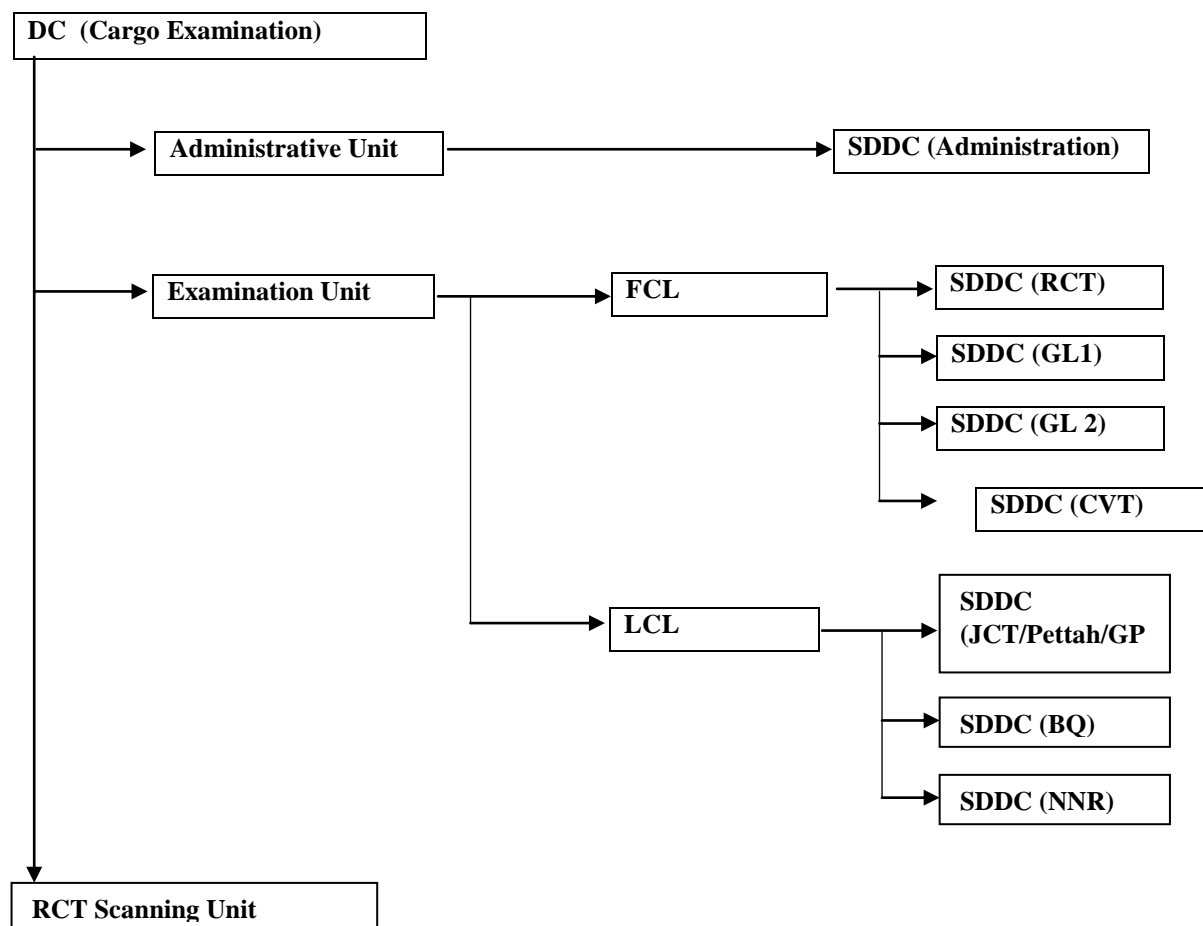 DC (Cargo Examination)
Administrative Unit
SDDC (Administration)
Examination Unit
FCL
SDDC (RCT)
SDDC (GL1)
SDDC (GL 2)
SDDC (CVT)
LCL
SDDC
(JCT/Pettah/GP
SDDC (BQ)
SDDC (NNR)
RCT Scanning Unit